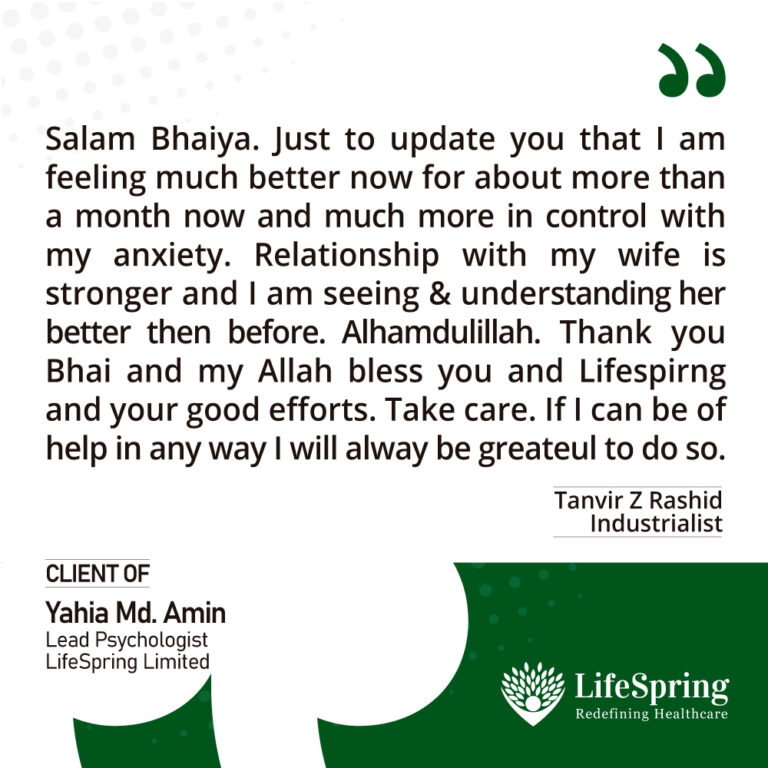 Salam Bhaiya. Just to update you that I am
feeling much better now for about more than
a month now and much more in control with
my anxiety. Relationship with my wife is
stronger and I am seeing & understanding her
better then before. Alhamdulillah. Thank you
Bhai and my Allah bless you and Lifespirng
and your good efforts. Take care. If I can be of
help in any way I will alway be greateul to do so.
Tanvir Z Rashid
Industrialist
CLIENT OF
Yahia Md. Amin
Lead Psychologist
LifeSpring Limited
LifeSpring
Redefining Healthcare